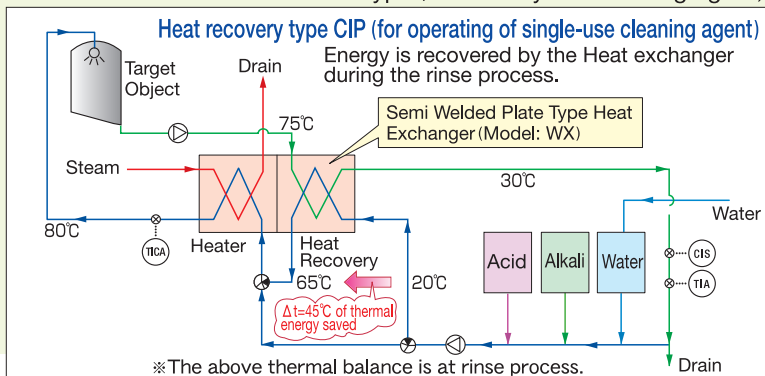 Heat recovery type CIP (for operating of single-use cleaning agent)
Energy is recovered by the Heat exchanger
during the rinse process.
Drain
Target
Object
75℃
Semi Welded Plate Type Heat
Exchanger (Model: WX)
Steam
30℃
Water
80℃
TICA
Heater
Heat
Recovery
65℃
20℃
Δt=45℃ of thermal
energy saved
Acid
Alkali
Water
CIS
TIA
Drain
※The above thermal balance is at rinse process.